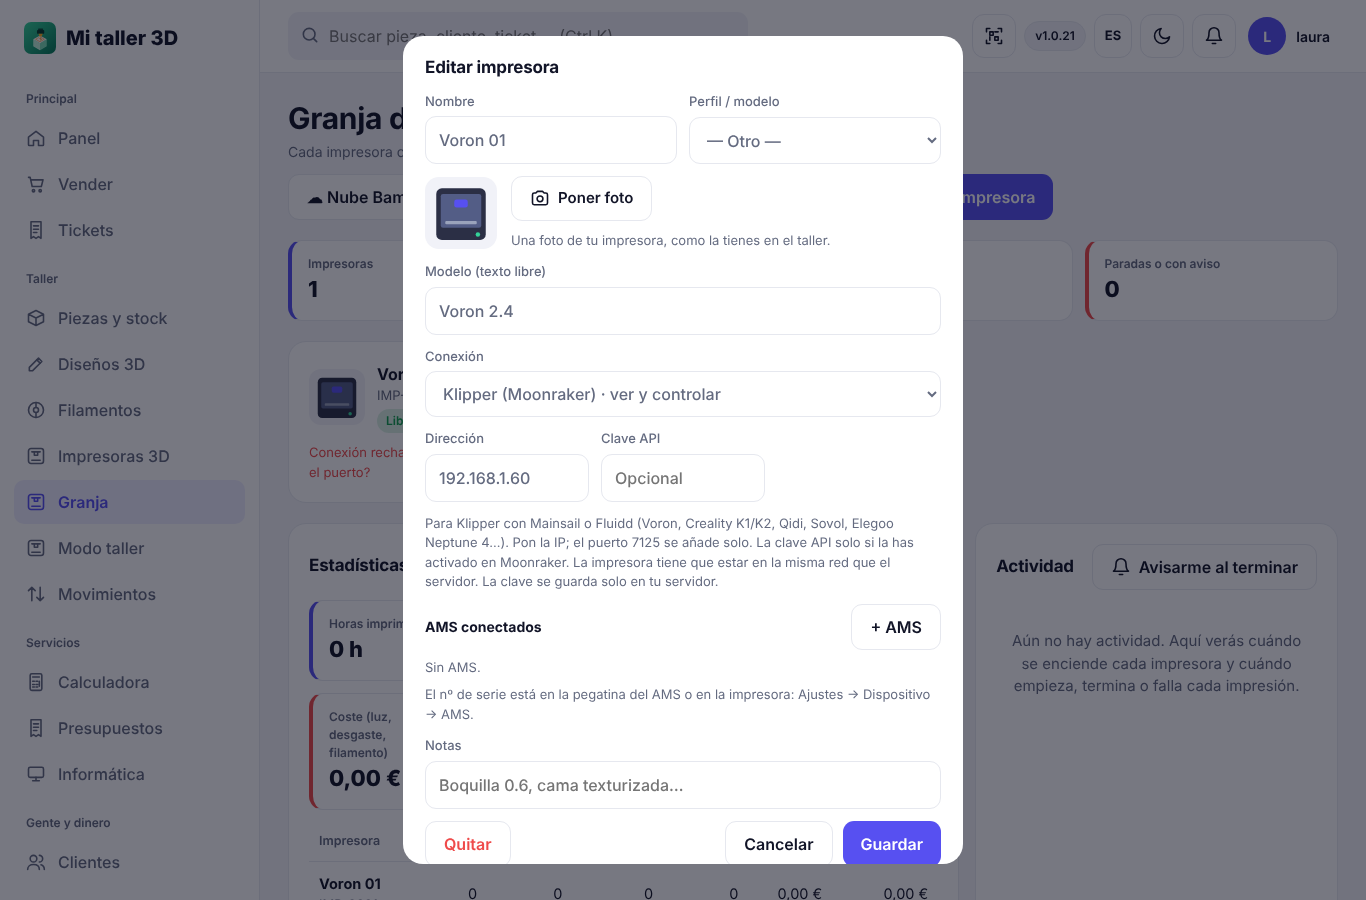 Mi taller 3D
Principal
Panel
Vender
Tickets
Taller
Piezas y stock
Diseños 3D
Filamentos
Impresoras 3D
Granja
Modo taller
Movimientos
Servicios
Calculadora
Presupuestos
Informática
Gente y dinero
Clientes
Buscar pieza, cliente, ticket... (Ctrl K)
v1.0.21
ES
L
laura
Granja d
Cada impresora c
Nube Bam
mpresora
Impresoras
1
Paradas o con aviso
0
Vor
IMP-
Lib
Conexión recha
el puerto?
Estadísticas
Horas imprim
0 h
Coste (luz,
desgaste,
filamento)
0,00 €
Impresora
Voron 01
0 0 0 0 0,00 € 0,00 €
Actividad
Avisarme al terminar
Aún no hay actividad. Aquí verás cuándo
se enciende cada impresora y cuándo
empieza, termina o falla cada impresión.
Editar impresora
Nombre
Voron 01
Perfil / modelo
— Otro —
Poner foto
Una foto de tu impresora, como la tienes en el taller.
Modelo (texto libre)
Voron 2.4
Conexión
Klipper (Moonraker) · ver y controlar
Dirección
192.168.1.60
Clave API
Opcional
Para Klipper con Mainsail o Fluidd (Voron, Creality K1/K2, Qidi, Sovol, Elegoo
Neptune 4...). Pon la IP; el puerto 7125 se añade solo. La clave API solo si la has
activado en Moonraker. La impresora tiene que estar en la misma red que el
servidor. La clave se guarda solo en tu servidor.
AMS conectados
+ AMS
Sin AMS.
El nº de serie está en la pegatina del AMS o en la impresora: Ajustes → Dispositivo
→ AMS.
Notas
Boquilla 0.6, cama texturizada...
Quitar
Cancelar
Guardar